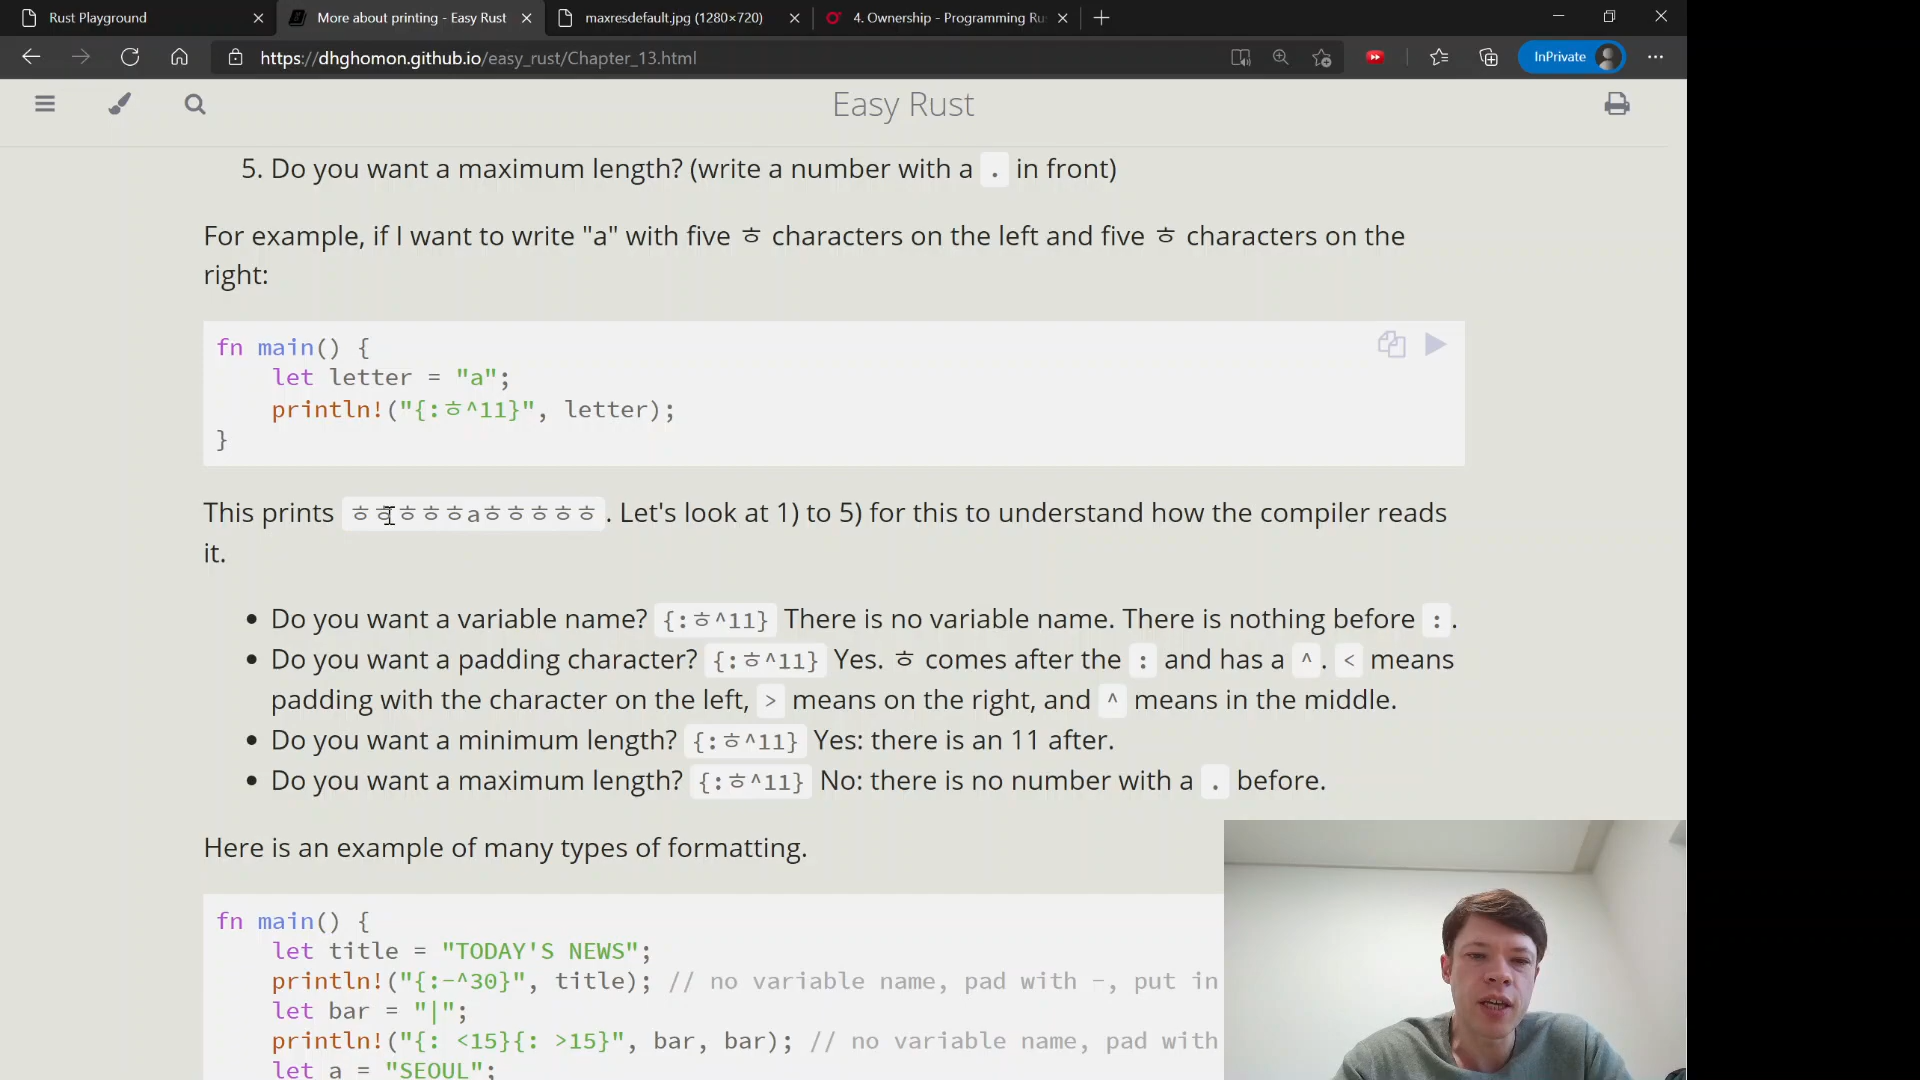 Rust Playground
More about printing - Easy Rust
maxresdefault.jpg (1280×720)
4. Ownership - Programming Ru
https://dhghomon.github.io/easy_rust/Chapter_13.html
InPrivate
Easy Rust
5. Do you want a maximum length? (write a number with a . in front)
For example, if I want to write "a" with five ㅎ characters on the left and five ㅎ characters on the
right:
fn main() {
    let letter = "a";
    println!("{:ㅎ^11}", letter);
}
This prints ㅎㅎㅎㅎㅎaㅎㅎㅎㅎㅎ . Let's look at 1) to 5) for this to understand how the compiler reads
it.
• Do you want a variable name? {:ㅎ^11} There is no variable name. There is nothing before : .
• Do you want a padding character? {:ㅎ^11} Yes. ㅎ comes after the : and has a ^ . < means
padding with the character on the left, > means on the right, and ^ means in the middle.
• Do you want a minimum length? {:ㅎ^11} Yes: there is an 11 after.
• Do you want a maximum length? {:ㅎ^11} No: there is no number with a . before.
Here is an example of many types of formatting.
fn main() {
    let title = "TODAY'S NEWS";
    println!("{:-^30}", title); // no variable name, pad with -, put in
    let bar = "|";
    println!("{: <15}{: >15}", bar, bar); // no variable name, pad with
    let a = "SEOUL";